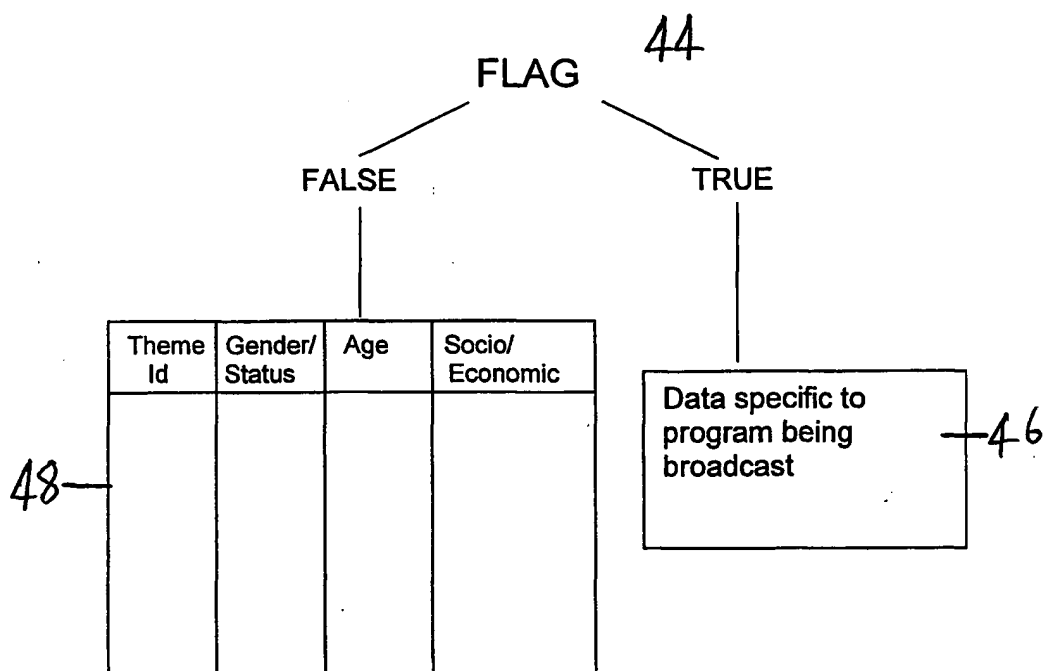 44
FLAG
FALSE
TRUE
Theme Id
Gender/ Status
Age
Socio/ Economic
Data specific to
program being
broadcast
46
48